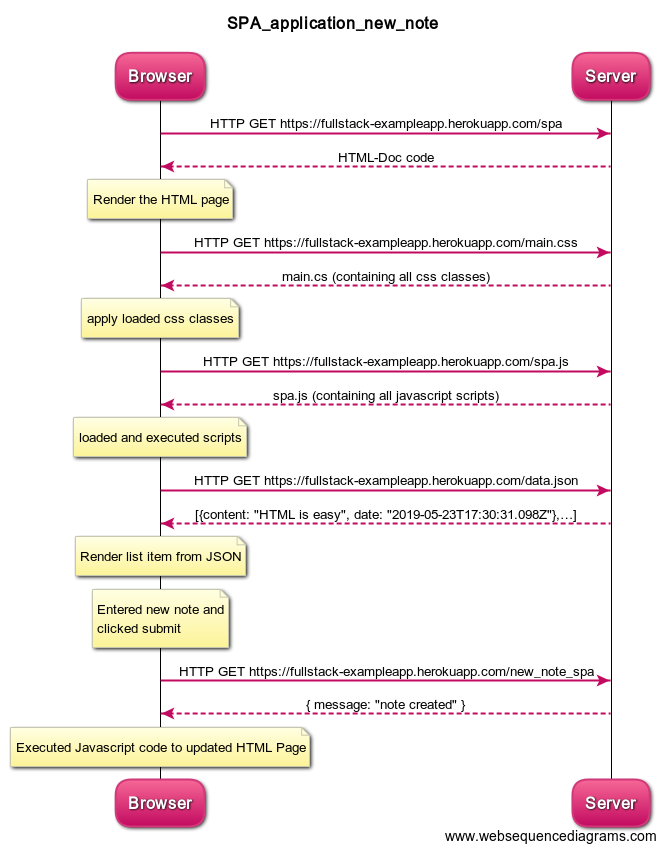 SPA_application_new_note
Browser
Server
HTTP GET https://fullstack-exampleapp.herokuapp.com/spa
HTML-Doc code
Render the HTML page
HTTP GET https://fullstack-exampleapp.herokuapp.com/main.css
main.cs (containing all css classes)
apply loaded css classes
HTTP GET https://fullstack-exampleapp.herokuapp.com/spa.js
spa.js (containing all javascript scripts)
loaded and executed scripts
HTTP GET https://fullstack-exampleapp.herokuapp.com/data.json
[{content: "HTML is easy", date: "2019-05-23T17:30:31.098Z"},…]
Render list item from JSON
Entered new note and
clicked submit
HTTP GET https://fullstack-exampleapp.herokuapp.com/new_note_spa
{ message: "note created" }
Executed Javascript code to updated HTML Page
Browser
Server
www.websequencediagrams.com